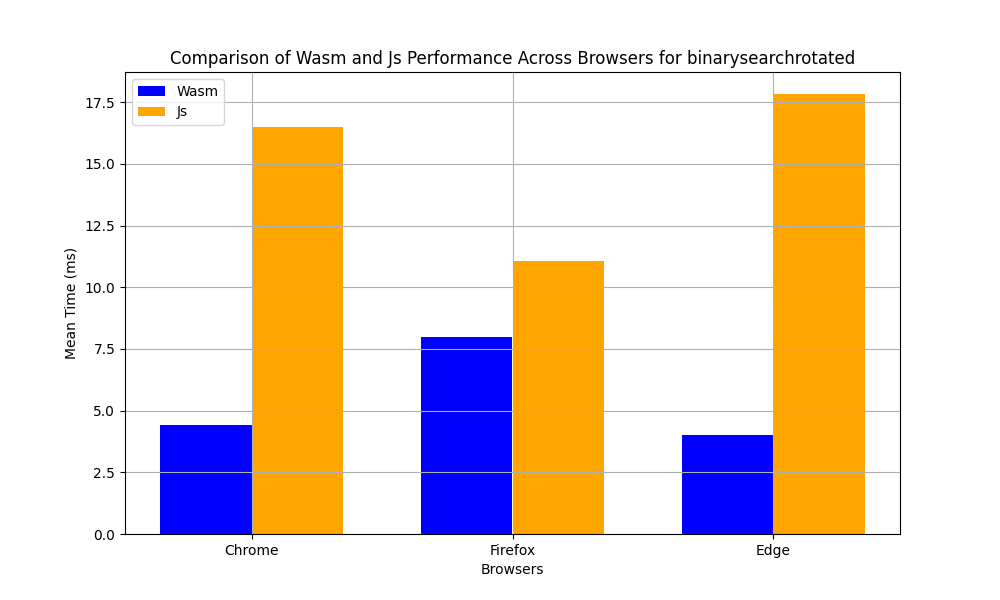 Comparison of Wasm and Js Performance Across Browsers for binarysearchrotated
Wasm
Js
Mean Time (ms)
17.5
15.0
12.5
10.0
7.5
5.0
2.5
0.0
Chrome
Firefox
Edge
Browsers